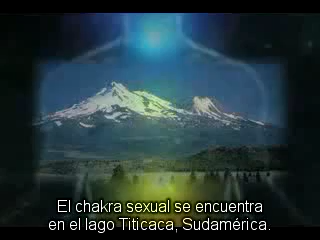 El chakra sexual se encuentra
en el lago Titicaca, Sudamérica.